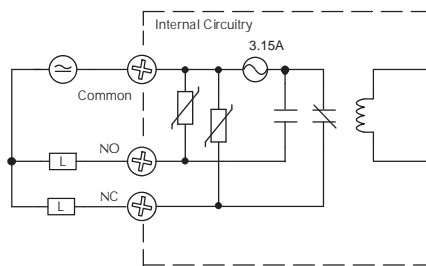 Internal Circuitry
3.15A
Common
NO
L
NC
L